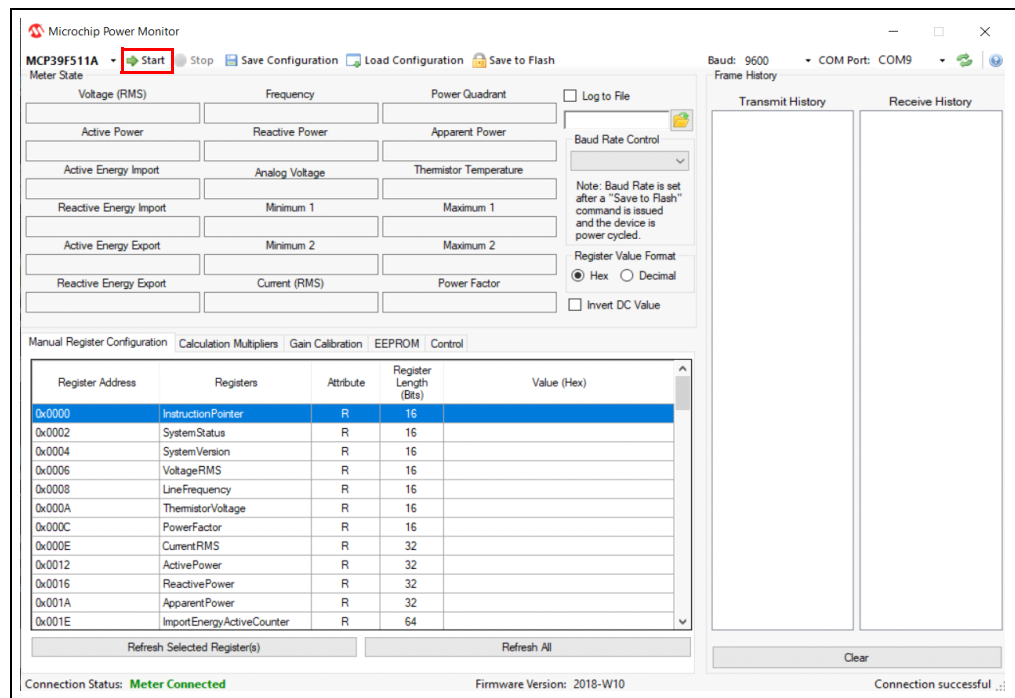 Microchip Power Monitor
MCP39F511A Start Stop Save Configuration Load Configuration Save to Flash Baud: 9600 COM Port: COM9
Meter State
Voltage (RMS) Frequency Power Quadrant
Active Power Reactive Power Apparent Power
Active Energy Import Analog Voltage Thermistor Temperature
Reactive Energy Import Minimum 1 Maximum 1
Active Energy Export Minimum 2 Maximum 2
Reactive Energy Export Current (RMS) Power Factor
Log to File
Baud Rate Control
Note: Baud Rate is set
after a "Save to Flash"
command is issued
and the device is
power cycled.
Register Value Format
Hex Decimal
Invert DC Value
Frame History
Transmit History Receive History
Manual Register Configuration Calculation Multipliers Gain Calibration EEPROM Control
Register Address Registers Attribute Register Length (Bits) Value (Hex)
0x0000 InstructionPointer R 16
0x0002 SystemStatus R 16
0x0004 SystemVersion R 16
0x0006 VoltageRMS R 16
0x0008 LineFrequency R 16
0x000A ThermistorVoltage R 16
0x000C PowerFactor R 16
0x000E CurrentRMS R 32
0x0012 ActivePower R 32
0x0016 ReactivePower R 32
0x001A ApparentPower R 32
0x001E ImportEnergyActiveCounter R 64
Refresh Selected Register(s) Refresh All
Clear
Connection Status: Meter Connected Firmware Version: 2018-W10 Connection successful